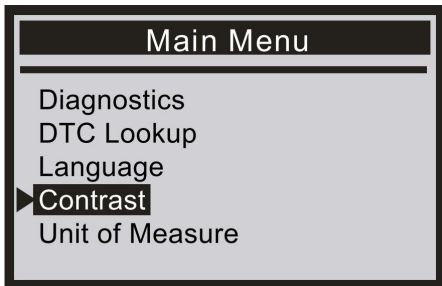 Main Menu
Diagnostics
DTC Lookup
Language
Contrast
Unit of Measure